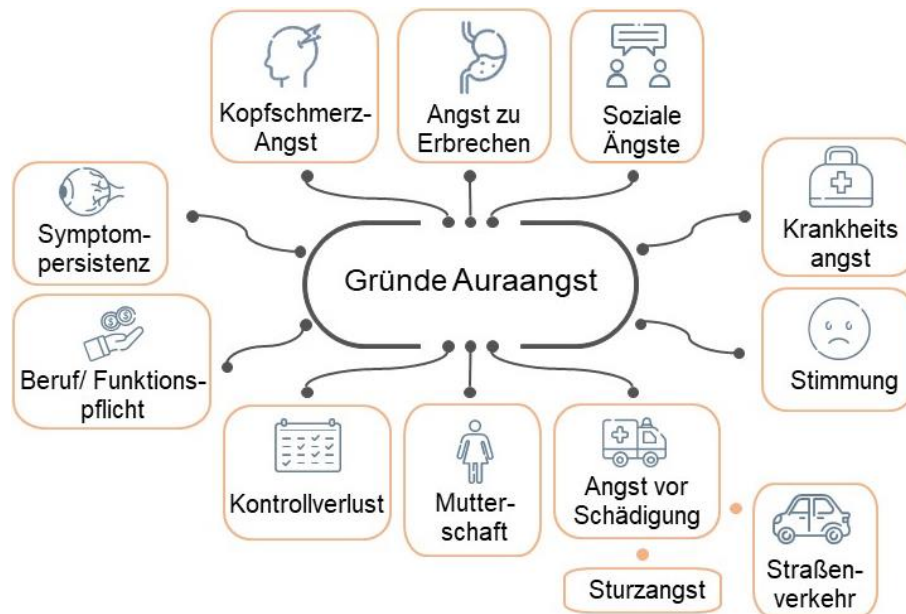 Kopfschmerz-
Angst
Angst zu
Erbrechen
Soziale
Ängste
Symptom-
persistenz
Krankheits
angst
Gründe Auraangst
Beruf/ Funktions-
pflicht
Stimmung
Kontrollverlust
Mutter-
schaft
Angst vor
Schädigung
Sturzangst
Straßen-
verkehr